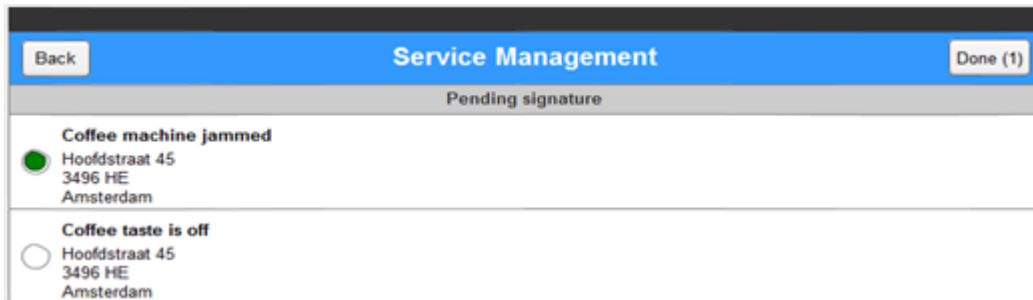 Back
Service Management
Done (1)
Pending signature
Coffee machine jammed
Hoofdstraat 45
3496 HE
Amsterdam
Coffee taste is off
Hoofdstraat 45
3496 HE
Amsterdam